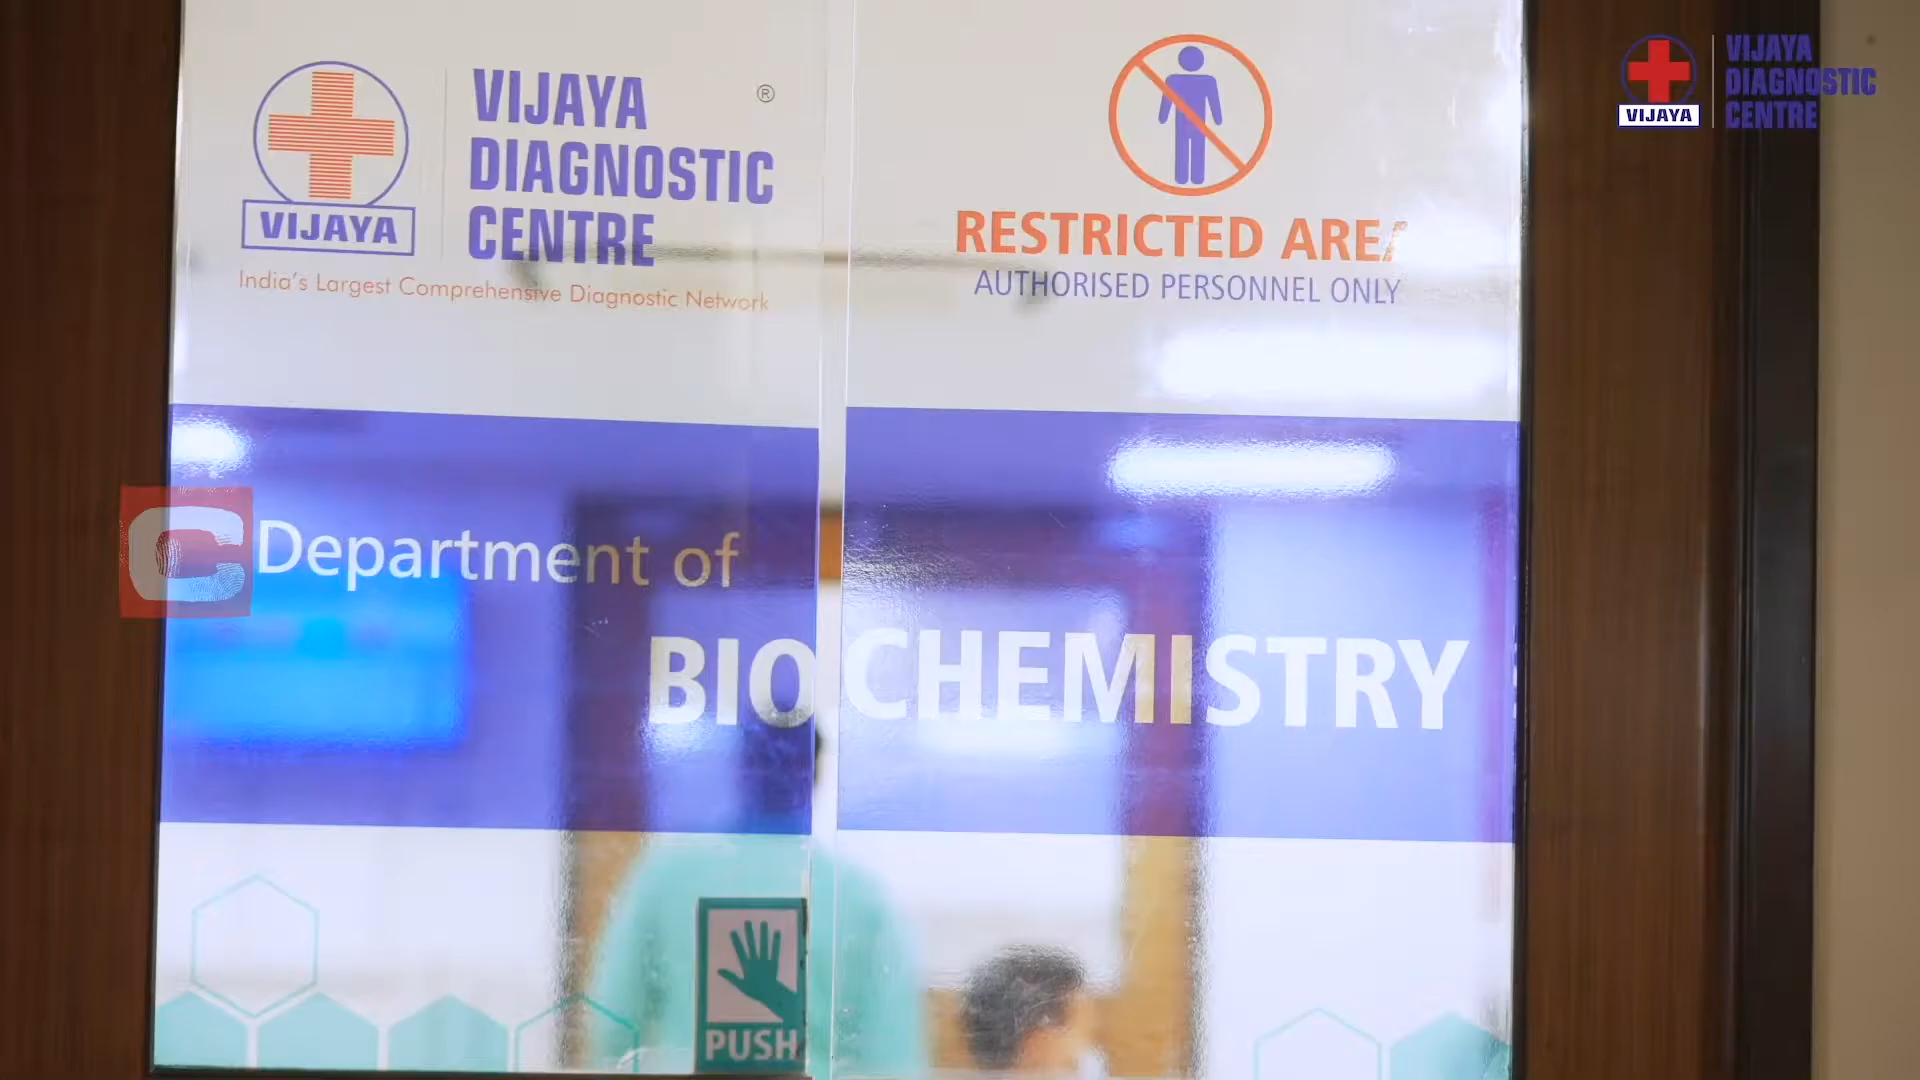 VIJAYA
VIJAYA
DIAGNOSTIC
CENTRE
®
India's Largest Comprehensive Diagnostic Network
RESTRICTED AREA
AUTHORISED PERSONNEL ONLY
VIJAYA
VIJAYA
DIAGNOSTIC
CENTRE
C
Department of
BIOCHEMISTRY
PUSH